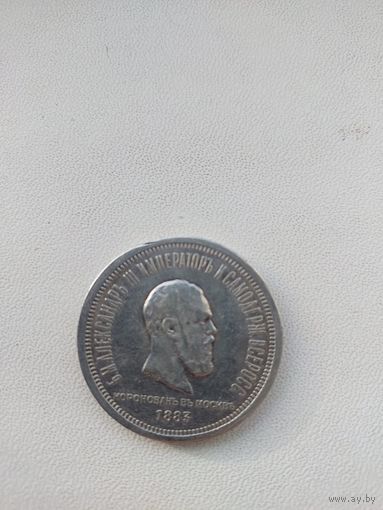 Б. М. АЛЕКСАНДРЪ III ИМПЕРАТОРЪ И САМОДЕРЖ. ВСЕРОСС.
КОРОНОВАНЪ ВЪ МОСКВѢ
1883
www.ay.by